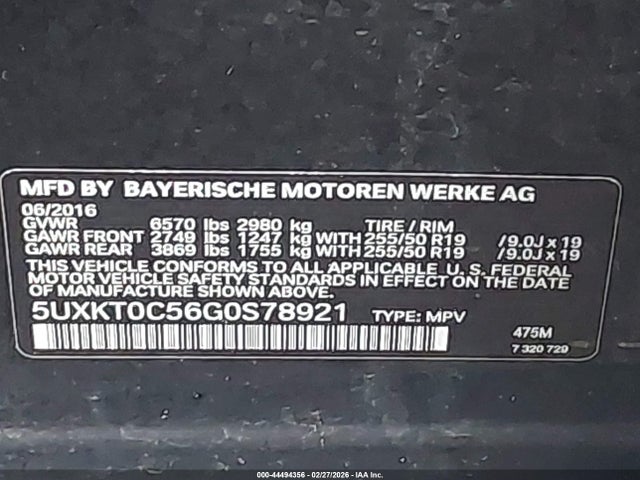 MFD BY BAYERISCHE MOTOREN WERKE AG
06/2016
GVWR 6570 lbs 2980 kg TIRE / RIM
GAWR FRONT 2749 lbs 1247 kg WITH 255/50 R19 /9.0J x 19
GAWR REAR 3869 lbs 1755 kg WITH 255/50 R19 /9.0J x 19
THIS VEHICLE CONFORMS TO ALL APPLICABLE U. S. FEDERAL
MOTOR VEHICLE SAFETY STANDARDS IN EFFECT ON THE DATE
OF MANUFACTURE SHOWN ABOVE.
5UXKT0C56G0S78921 TYPE: MPV
475M
7 320 729
000-44494356 - 02/27/2026 - IAA Inc.